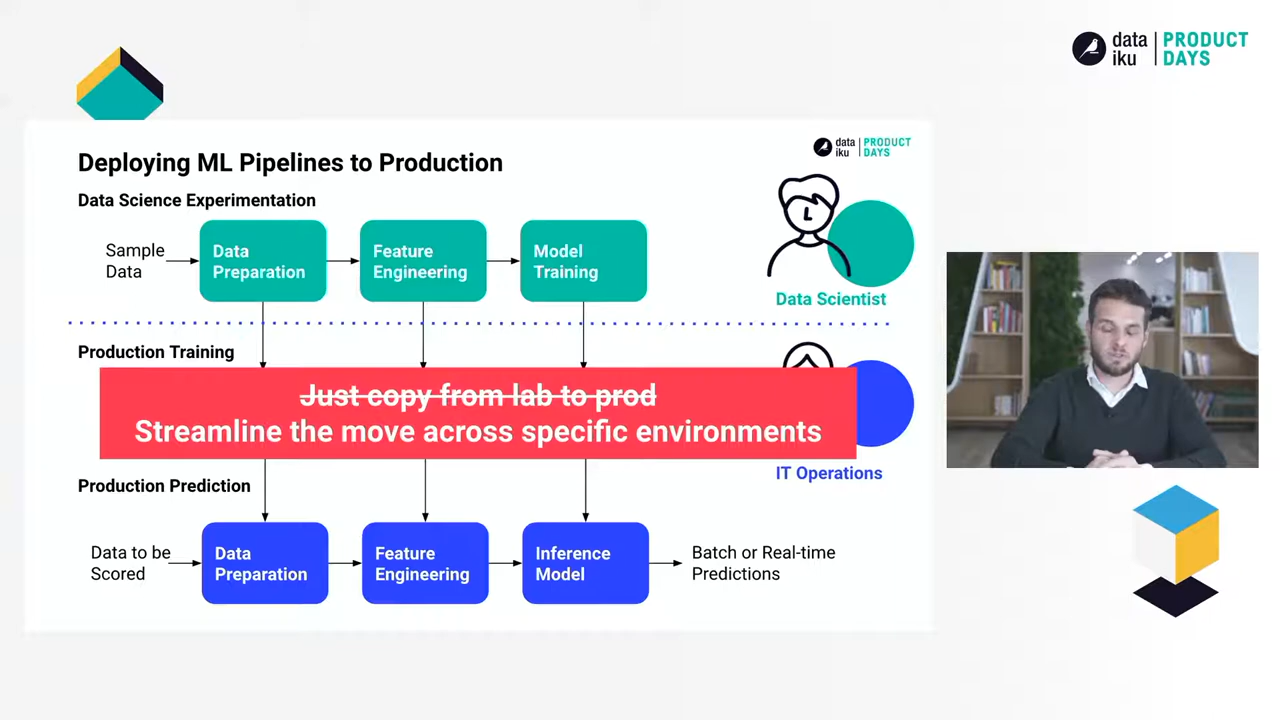 data iku | PRODUCT DAYS
Deploying ML Pipelines to Production
data iku | PRODUCT DAYS
Data Science Experimentation
Sample Data
Data Preparation
Feature Engineering
Model Training
Data Scientist
Production Training
Just copy from lab to prod
Streamline the move across specific environments
IT Operations
Production Prediction
Data to be Scored
Data Preparation
Feature Engineering
Inference Model
Batch or Real-time Predictions